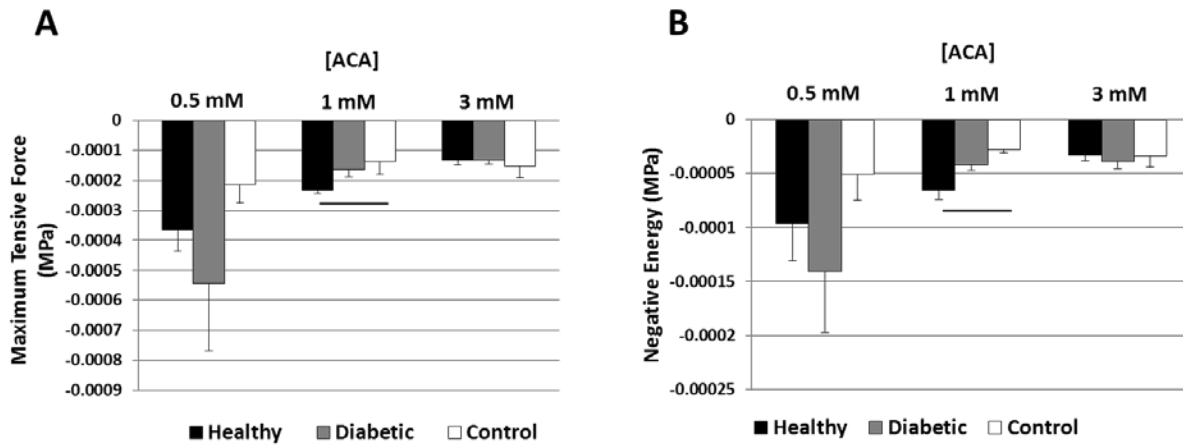 A
[ACA]
0.5 mM 1 mM 3 mM
0
-0.0001
-0.0002
-0.0003
-0.0004
-0.0005
-0.0006
-0.0007
-0.0008
-0.0009
Maximum Tensive Force
(MPa)
Healthy Diabetic Control
B
[ACA]
0.5 mM 1 mM 3 mM
0
-0.00005
-0.0001
-0.00015
-0.0002
-0.00025
Negative Energy (MPa)
Healthy Diabetic Control